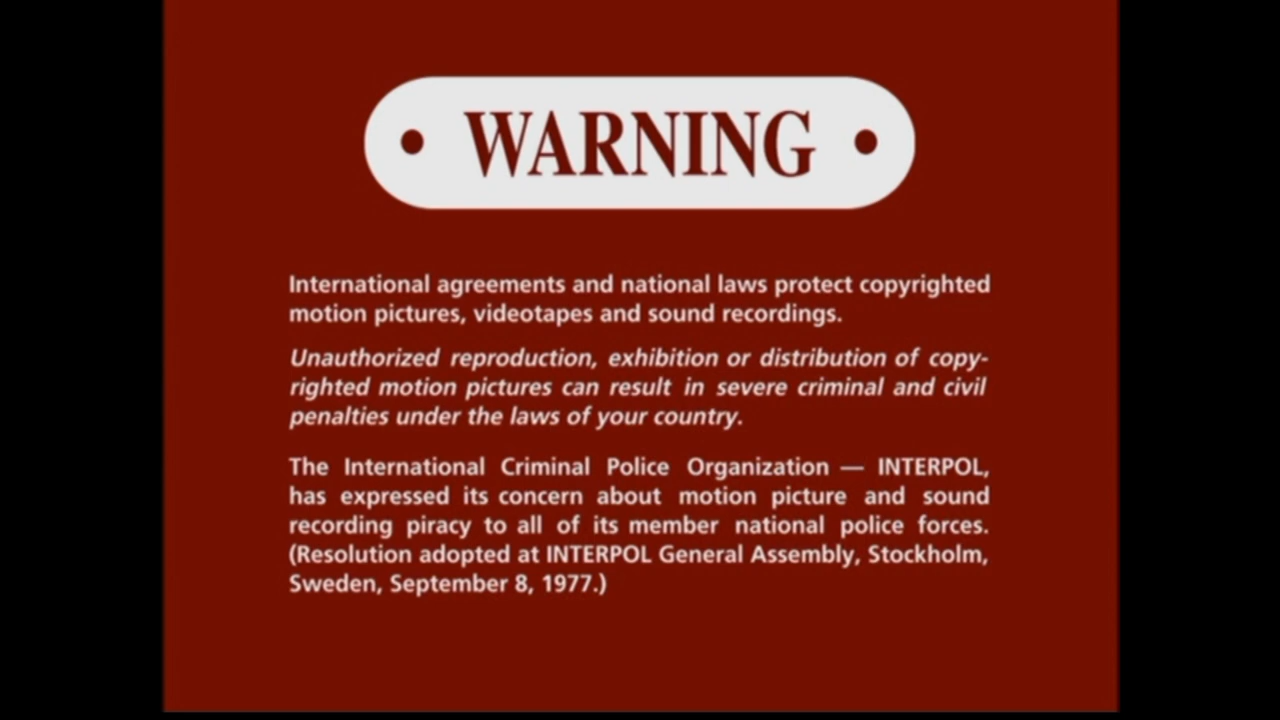 WARNING
International agreements and national laws protect copyrighted
motion pictures, videotapes and sound recordings.
Unauthorized reproduction, exhibition or distribution of copy-
righted motion pictures can result in severe criminal and civil
penalties under the laws of your country.
The International Criminal Police Organization — INTERPOL,
has expressed its concern about motion picture and sound
recording piracy to all of its member national police forces.
(Resolution adopted at INTERPOL General Assembly, Stockholm,
Sweden, September 8, 1977.)